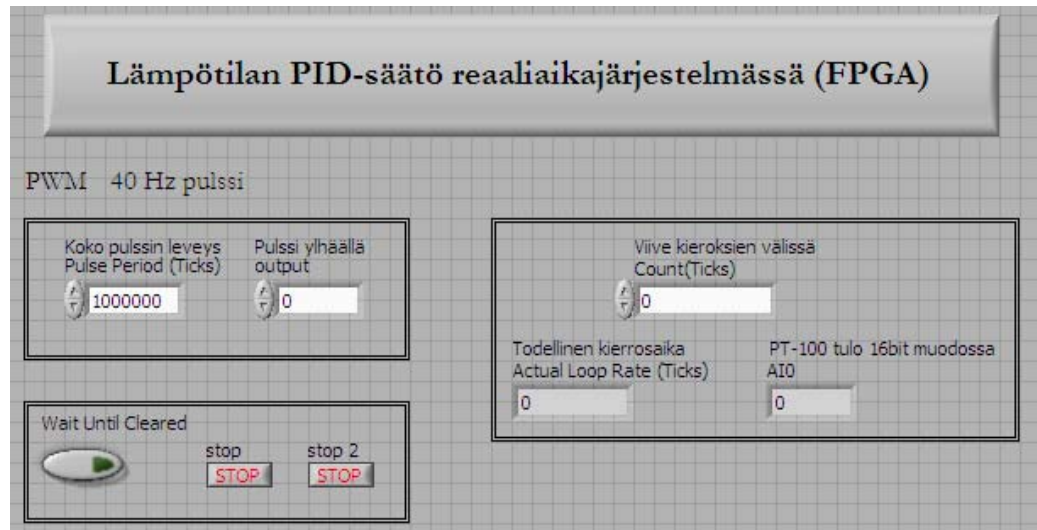 Lämpötilan PID-säätö reaaliaikajärjestelmässä (FPGA)
PWM 40 Hz pulssi
Koko pulssin leveys
Pulse Period (Ticks)
1000000
Pulssi ylhäällä
output
0
Viive kieroksien välissä
Count(Ticks)
0
Todellinen kierrosaika
Actual Loop Rate (Ticks)
0
PT-100 tulo 16bit muodossa
AI0
0
Wait Until Cleared
stop
STOP
stop 2
STOP